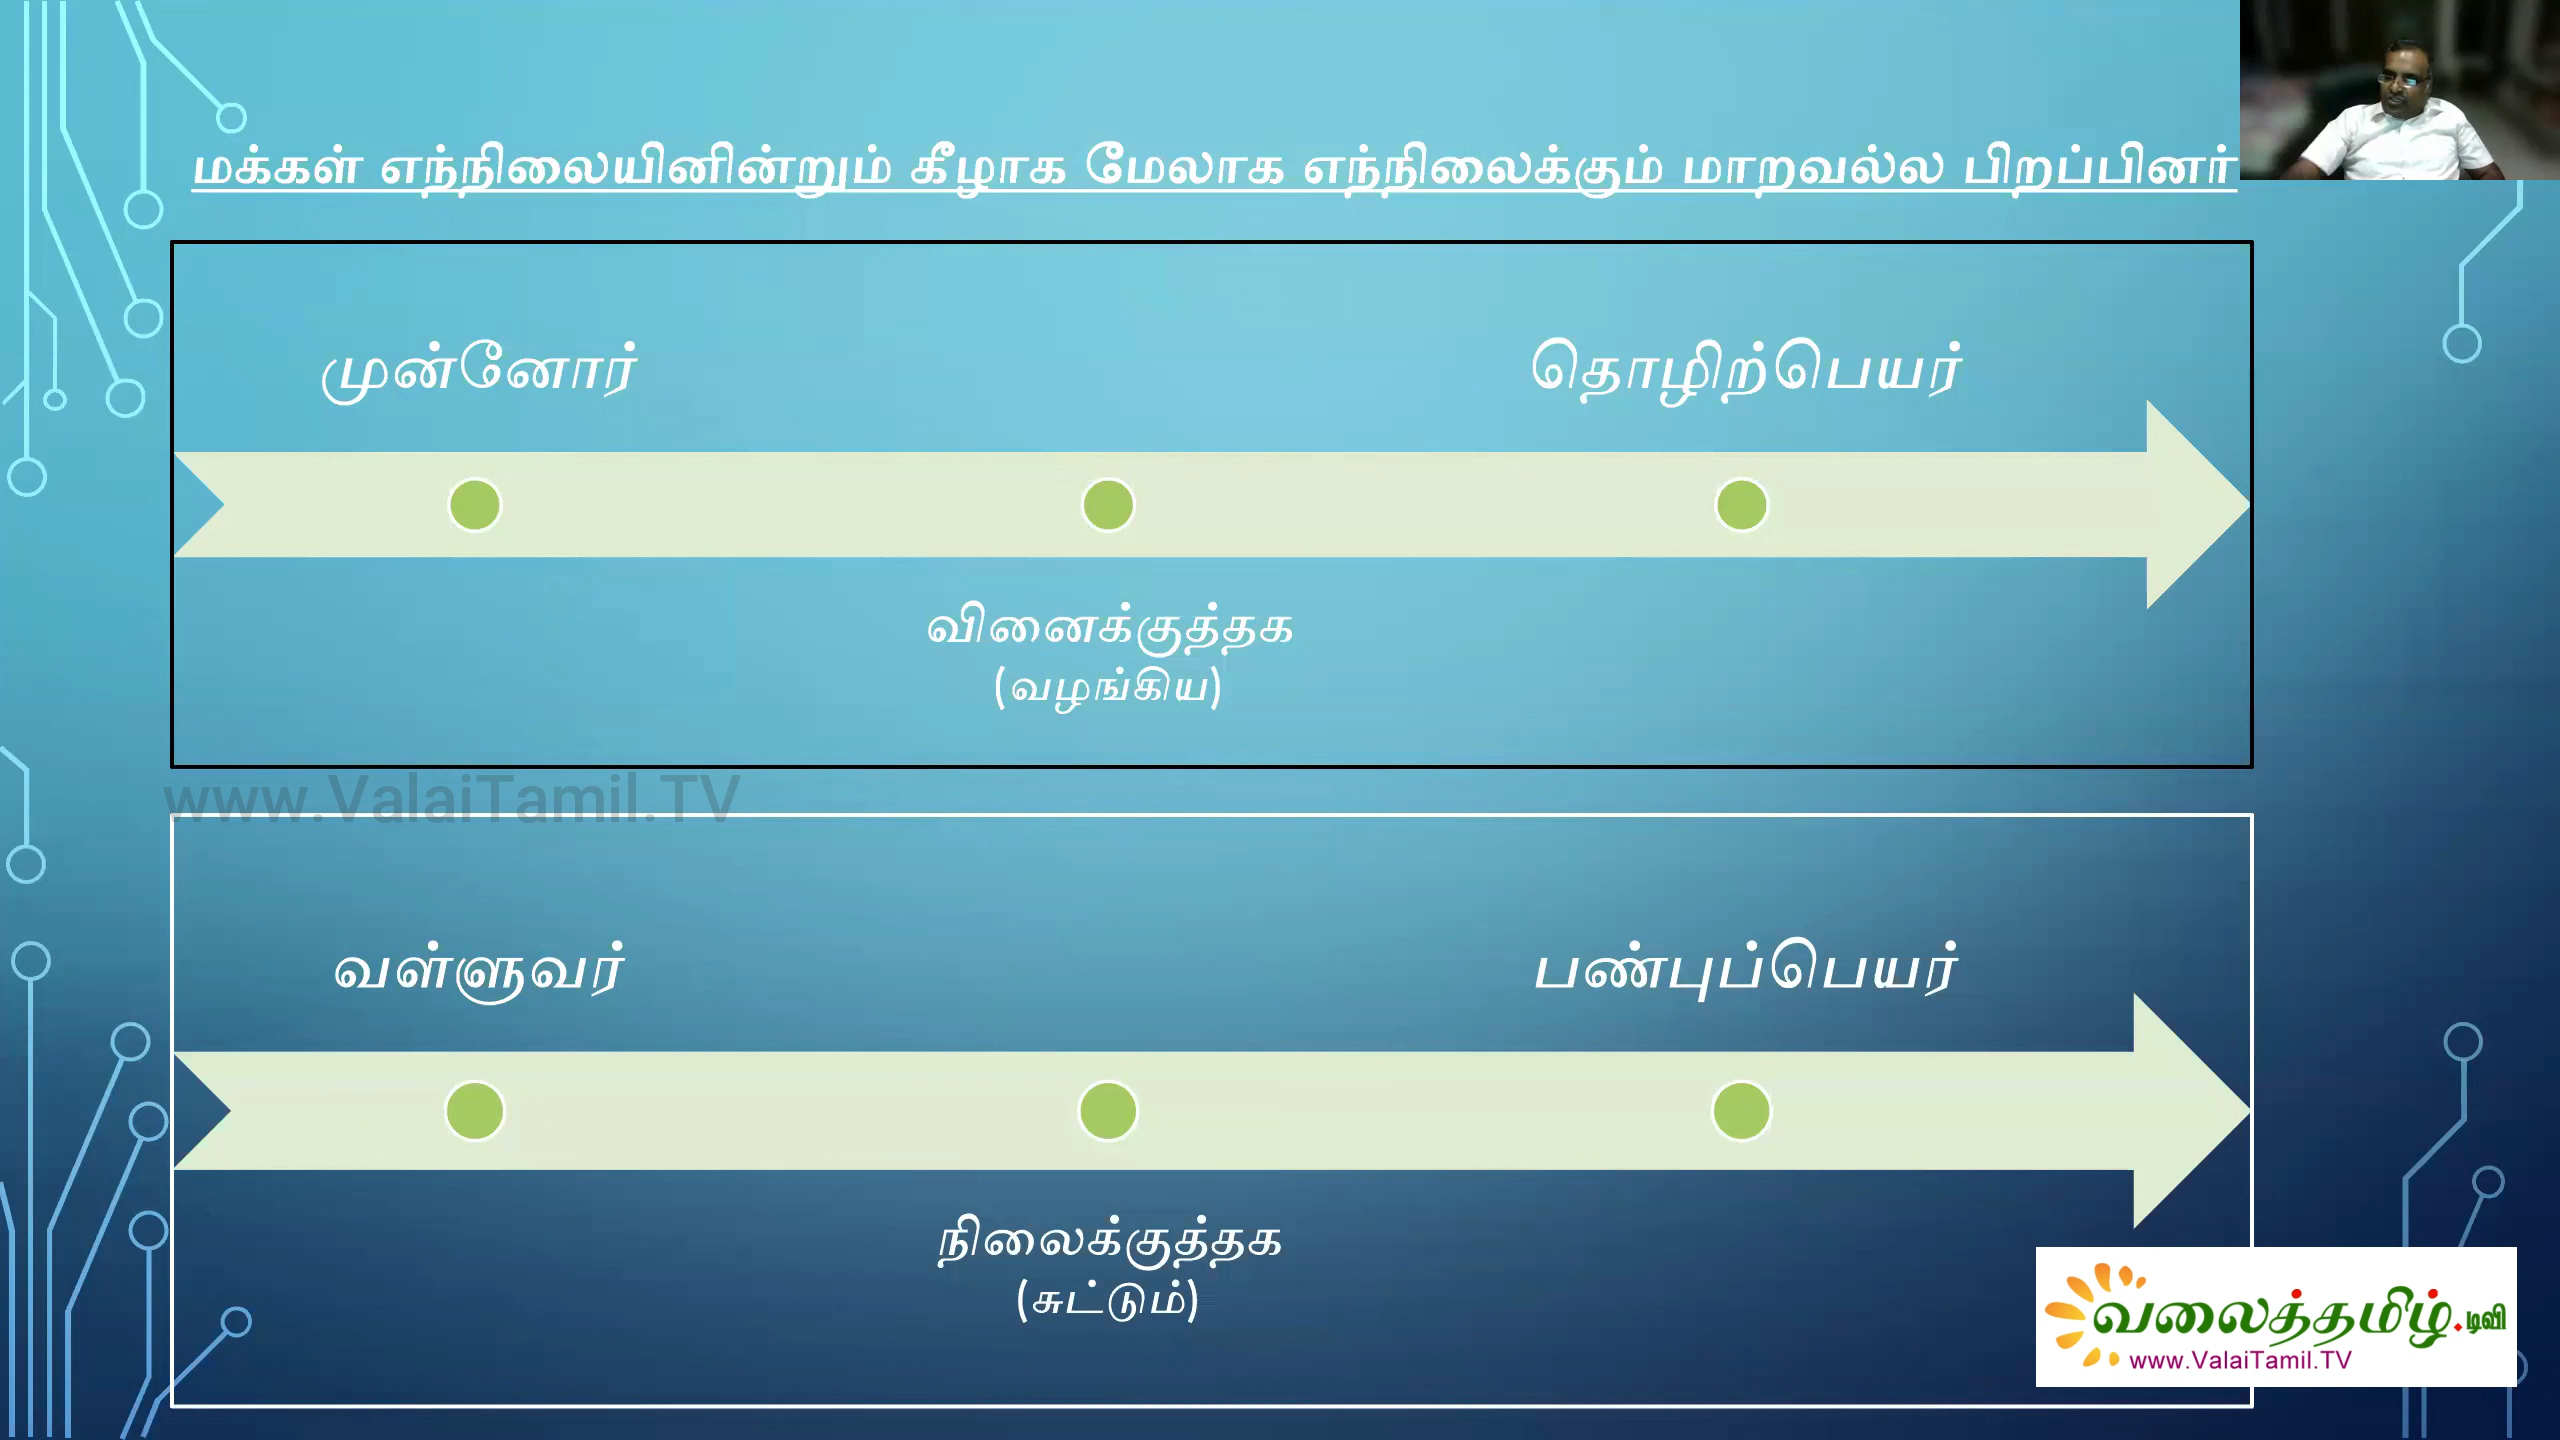 மக்கள் எந்நிலையினின்றும் கீழாக மேலாக எந்நிலைக்கும் மாறவல்ல பிறப்பினர்
முன்னோர்
தொழிற்பெயர்
வினைக்குத்தக
(வழங்கிய)
www.ValaiTamil.TV
வள்ளுவர்
பண்புப்பெயர்
நிலைக்குத்தக
(சுட்டும்)
வலைத்தமிழ்.டிவி
www.ValaiTamil.TV